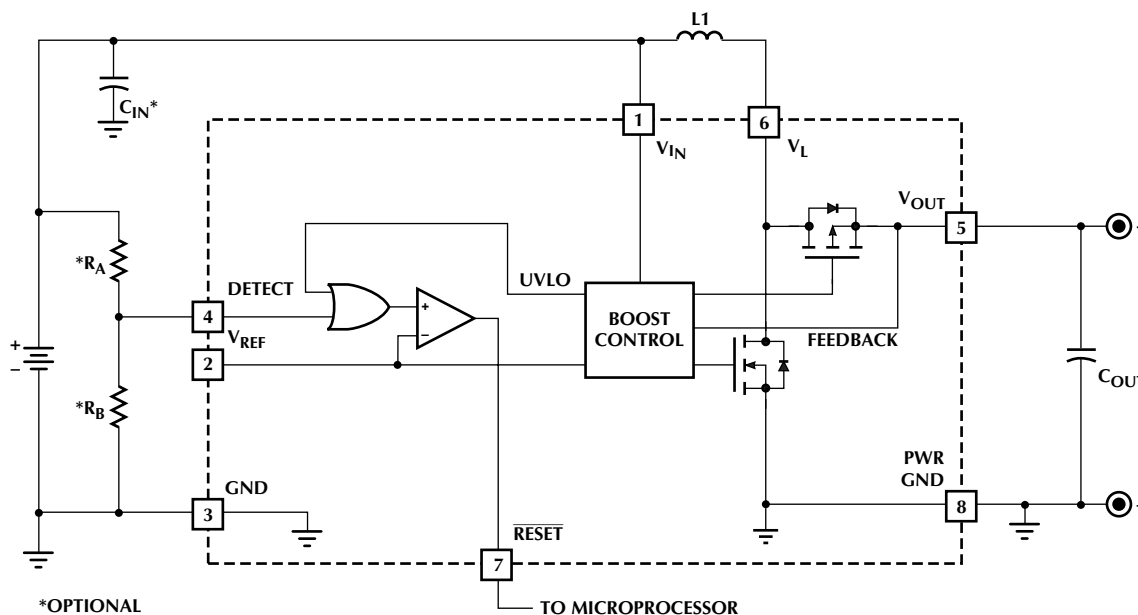 L1
C_IN*
1
6
V_IN
V_L
V_OUT
5
+
*R_A
DETECT
UVLO
4
+
BOOST
CONTROL
V_REF
−
FEEDBACK
2
+
−
C_OUT
*R_B
PWR
GND
GND
3
8
RESET
7
*OPTIONAL
TO MICROPROCESSOR